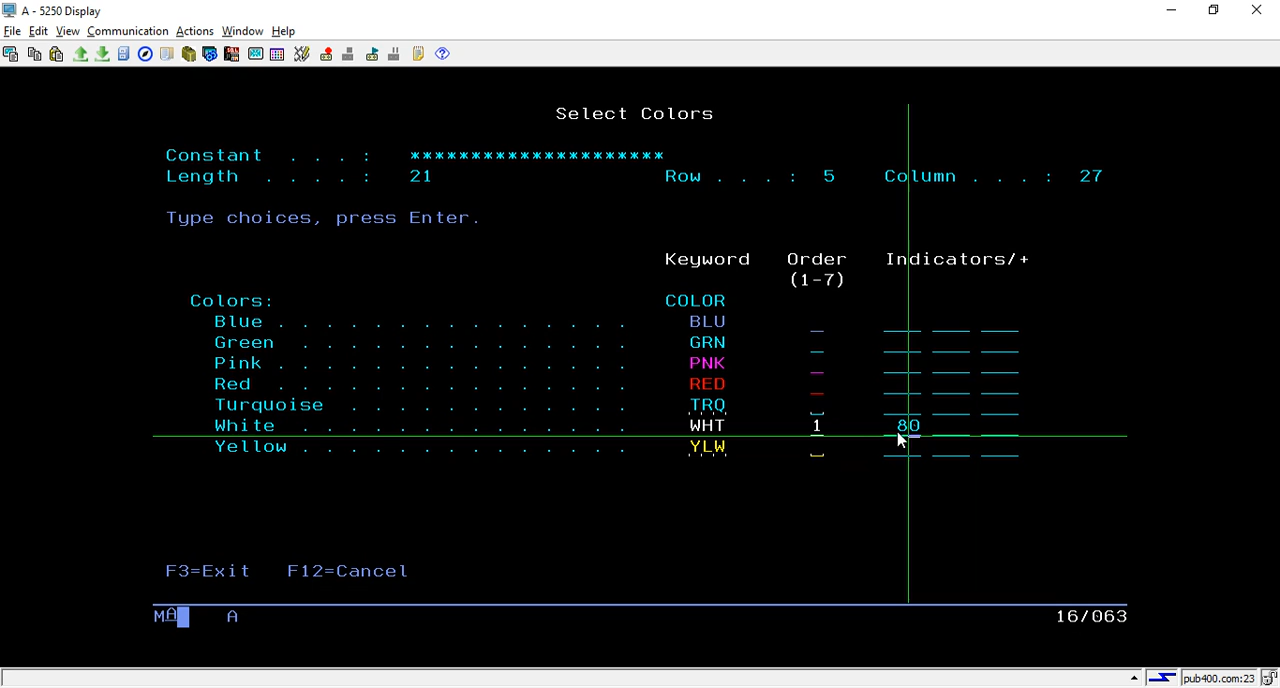 A - 5250 Display
File Edit View Communication Actions Window Help
Select Colors
Constant . . . : *********************
Length . . . . : 21 Row . . . : 5 Column . . . : 27
Type choices, press Enter.
Keyword Order Indicators/+
(1-7)
Colors: COLOR
Blue . . . . . . . . . . . . . . . BLU
Green . . . . . . . . . . . . . . GRN
Pink . . . . . . . . . . . . . . . PNK
Red . . . . . . . . . . . . . . . RED
Turquoise . . . . . . . . . . . . TRQ
White . . . . . . . . . . . . . . WHT 1 80
Yellow . . . . . . . . . . . . . . YLW
F3=Exit F12=Cancel
MA A 16/063
pub400.com:23